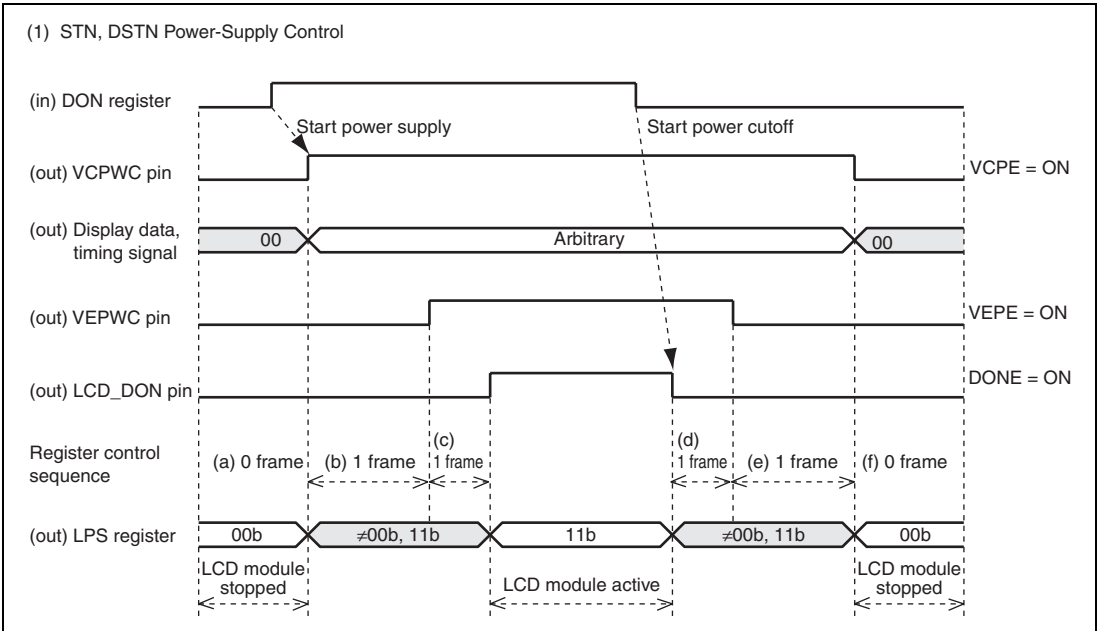 (1) STN, DSTN Power-Supply Control
(in) DON register
Start power supply
Start power cutoff
(out) VCPWC pin
VCPE = ON
(out) Display data,
timing signal
00
Arbitrary
00
(out) VEPWC pin
VEPE = ON
(out) LCD_DON pin
DONE = ON
Register control
sequence
(a) 0 frame
(b) 1 frame
(c)
1 frame
(d)
1 frame
(e) 1 frame
(f) 0 frame
(out) LPS register
00b
≠00b, 11b
11b
≠00b, 11b
00b
LCD module
stopped
LCD module active
LCD module
stopped